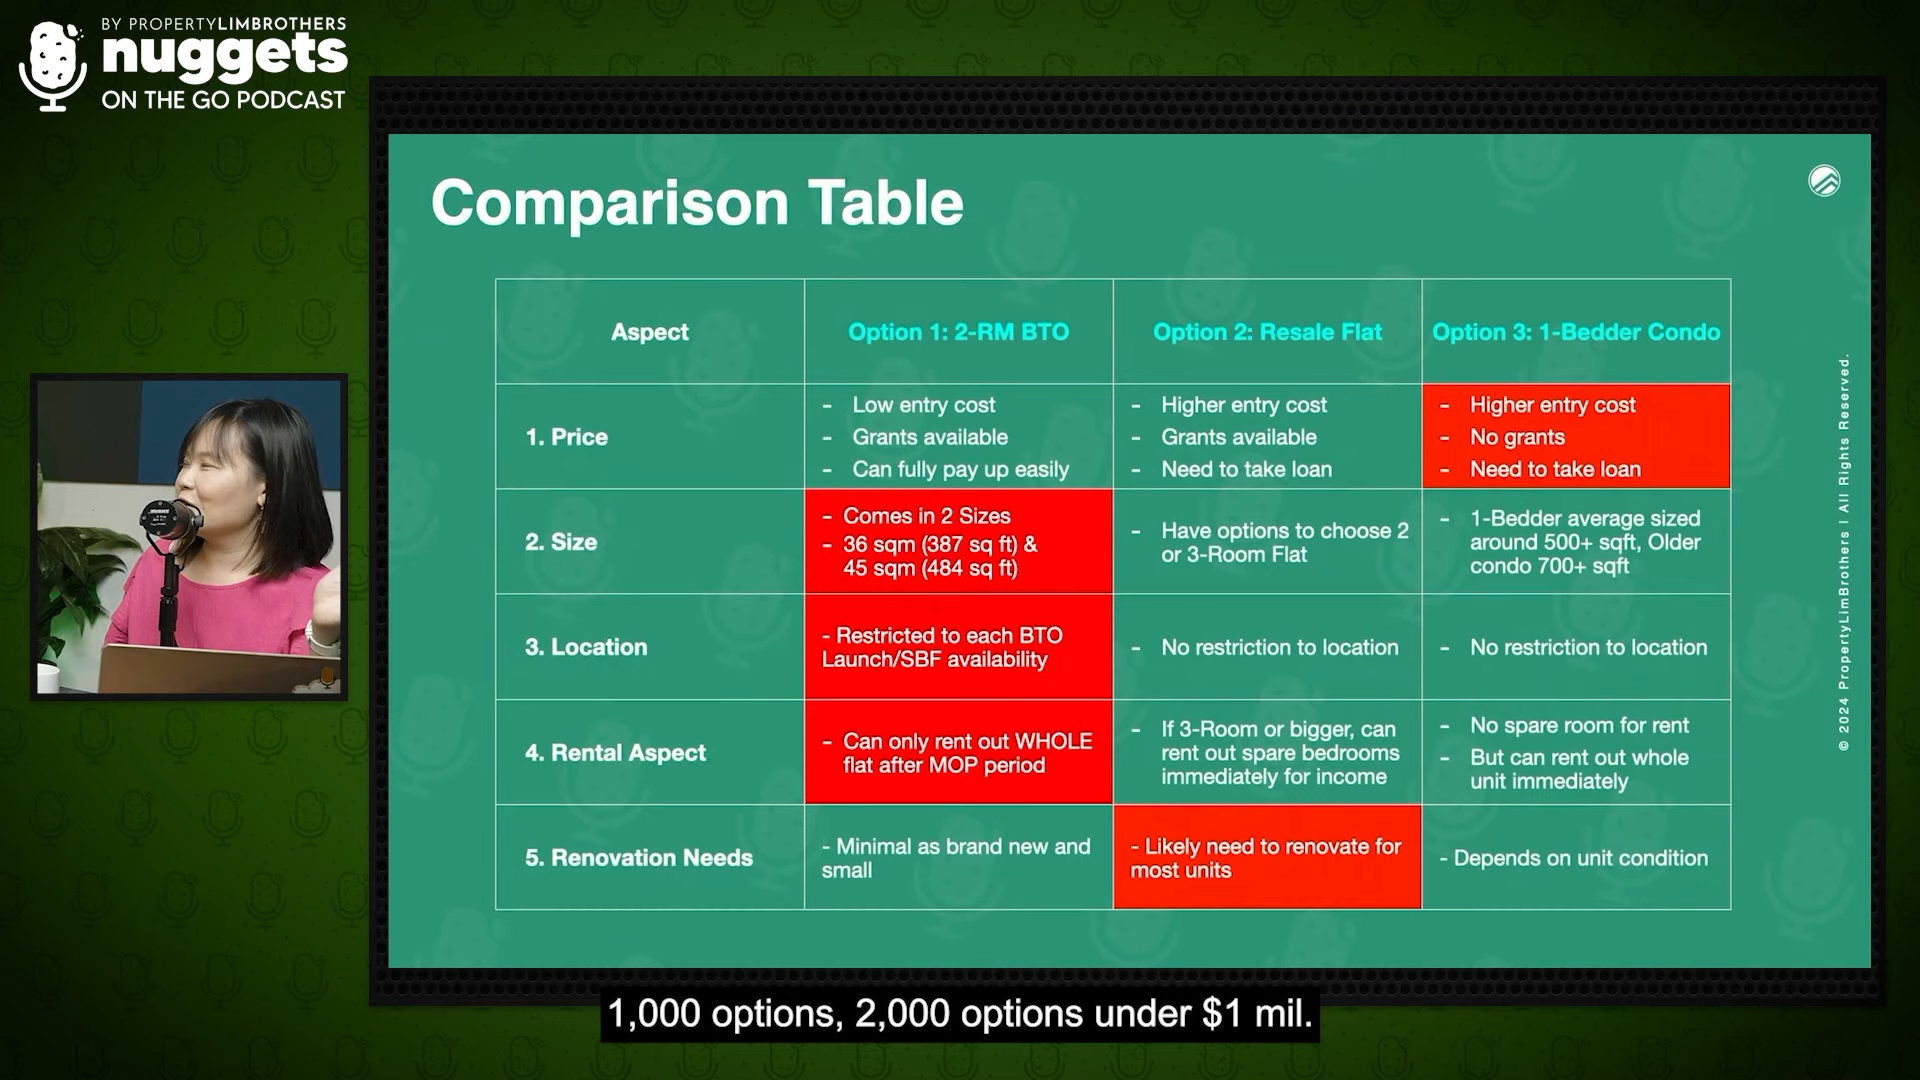 BY PROPERTYLIMBROTHERS
nuggets
ON THE GO PODCAST
Comparison Table
Aspect
Option 1: 2-RM BTO
Option 2: Resale Flat
Option 3: 1-Bedder Condo
1. Price
- Low entry cost
- Grants available
- Can fully pay up easily
- Higher entry cost
- Grants available
- Need to take loan
- Higher entry cost
- No grants
- Need to take loan
2. Size
- Comes in 2 Sizes
- 36 sqm (387 sq ft) &
45 sqm (484 sq ft)
- Have options to choose 2
or 3-Room Flat
- 1-Bedder average sized
around 500+ sqft, Older
condo 700+ sqft
3. Location
- Restricted to each BTO
Launch/SBF availability
- No restriction to location
- No restriction to location
4. Rental Aspect
- Can only rent out WHOLE
flat after MOP period
- If 3-Room or bigger, can
rent out spare bedrooms
immediately for income
- No spare room for rent
- But can rent out whole
unit immediately
5. Renovation Needs
- Minimal as brand new and
small
- Likely need to renovate for
most units
- Depends on unit condition
© 2024 PropertyLimBrothers | All Rights Reserved.
1,000 options, 2,000 options under $1 mil.